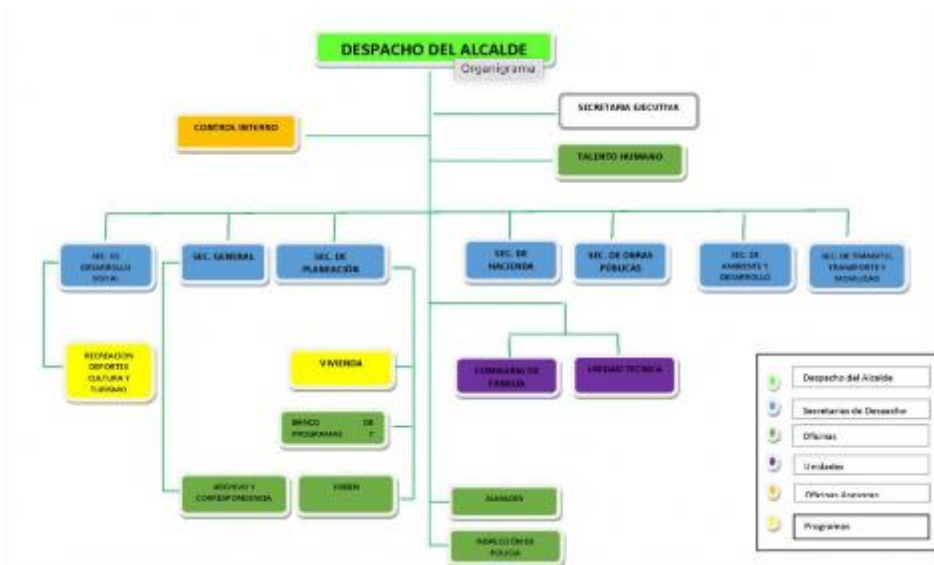 DESPACHO DEL ALCALDE
Organigrama
SECRETARIA EJECUTIVA
CONTROL INTERNO
TALENTO HUMANO
SEC. DE
DESARROLLO
SOCIAL
SEC. GENERAL
SEC. DE
PLANEACIÓN
SEC. DE
HACIENDA
SEC. DE OBRAS
PÚBLICAS
SEC. DE
AMBIENTE Y
DESARROLLO
SEC. DE TRÁNSITO,
TRANSPORTE Y
MOVILIDAD
RECREACION
DEPORTES
CULTURA Y
TURISMO
VIVIENDA
COMISARIA DE
FAMILIA
UNIDAD TECNICA
BANCO DE
PROGRAMAS Y
ARCHIVO Y
CORRESPONDENCIA
SISBEN
ALMACEN
INSPECCIÓN DE
POLICIA
Despacho del Alcalde
Secretarias de Despacho
Oficinas
Unidades
Oficinas Asesoras
Programas